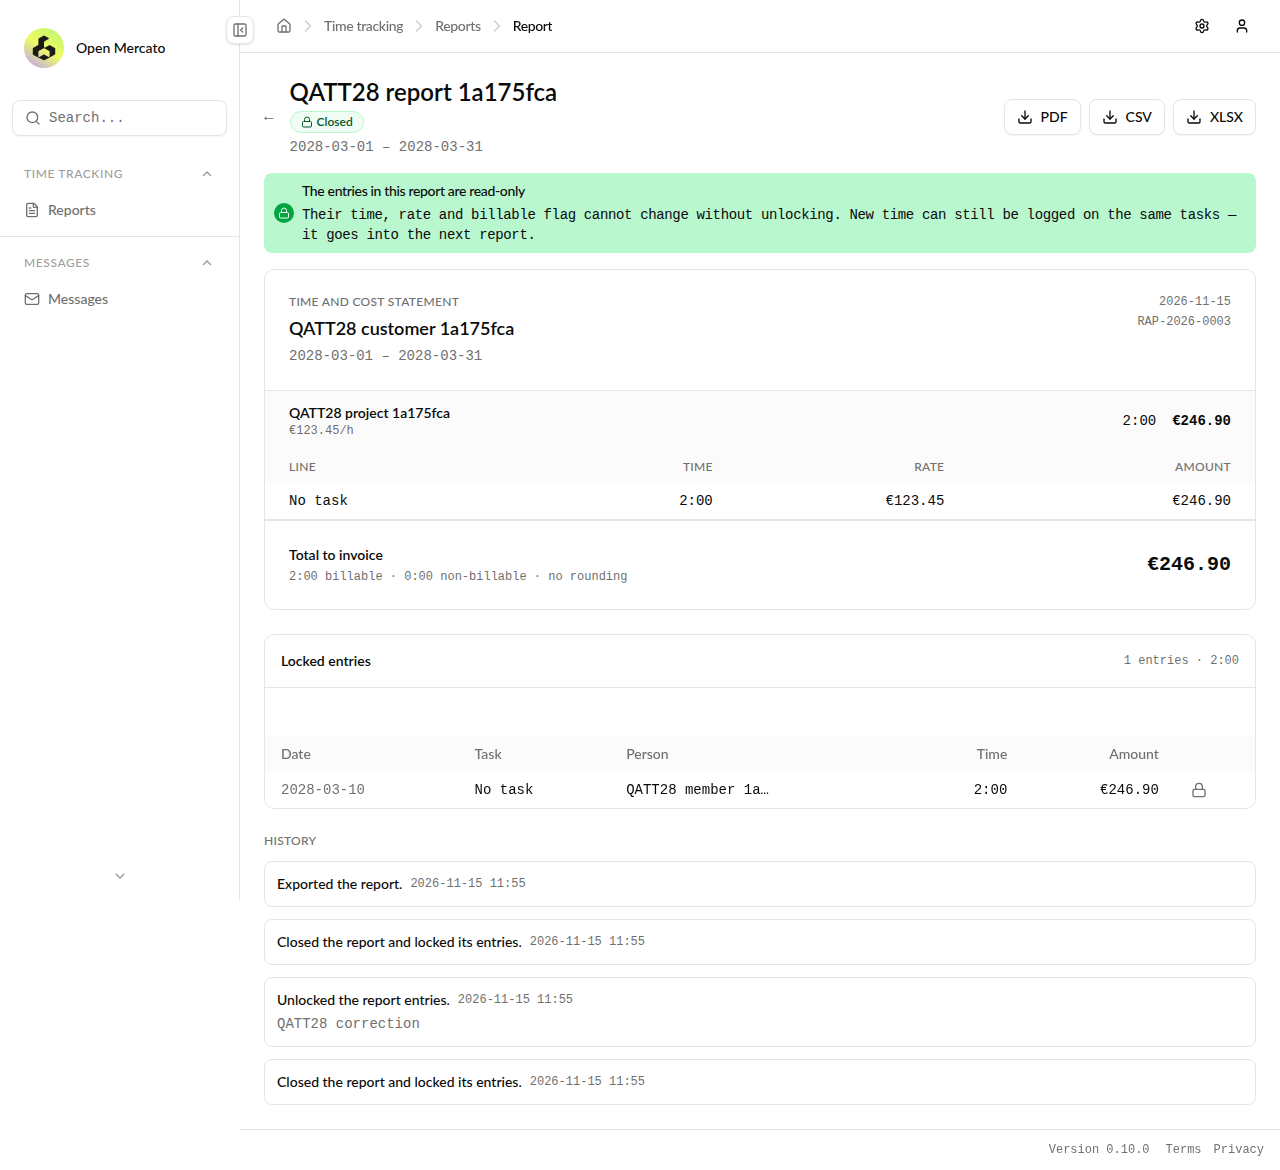 Open Mercato
Search...
TIME TRACKING
Reports
MESSAGES
Messages
Time tracking
Reports
Report
← QATT28 report 1a175fca
Closed
2028-03-01 – 2028-03-31
PDF
CSV
XLSX
The entries in this report are read-only
Their time, rate and billable flag cannot change without unlocking. New time can still be logged on the same tasks —
it goes into the next report.
TIME AND COST STATEMENT
2026-11-15
QATT28 customer 1a175fca
RAP-2026-0003
2028-03-01 – 2028-03-31
QATT28 project 1a175fca
€123.45/h
2:00 €246.90
LINE TIME RATE AMOUNT
No task 2:00 €123.45 €246.90
Total to invoice
2:00 billable · 0:00 non-billable · no rounding
€246.90
Locked entries
1 entries · 2:00
Date Task Person Time Amount
2028-03-10 No task QATT28 member 1a… 2:00 €246.90
HISTORY
Exported the report. 2026-11-15 11:55
Closed the report and locked its entries. 2026-11-15 11:55
Unlocked the report entries. 2026-11-15 11:55
QATT28 correction
Closed the report and locked its entries. 2026-11-15 11:55
Version 0.10.0 Terms Privacy